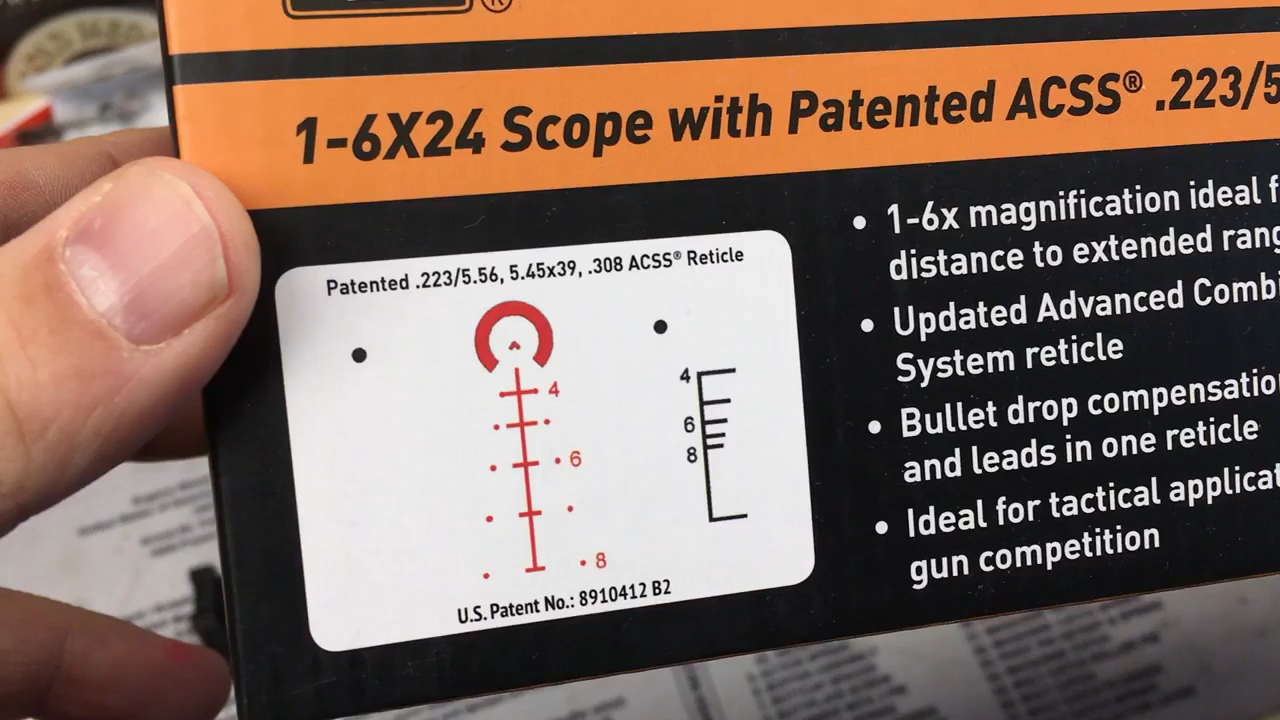 ®
1-6X24 Scope with Patented ACSS® .223/5
Patented .223/5.56, 5.45x39, .308 ACSS® Reticle
4
6
8
4
6
8
U.S. Patent No.: 8910412 B2
• 1-6x magnification ideal f
distance to extended rang
• Updated Advanced Combi
System reticle
• Bullet drop compensatio
and leads in one reticle
• Ideal for tactical applicat
gun competition